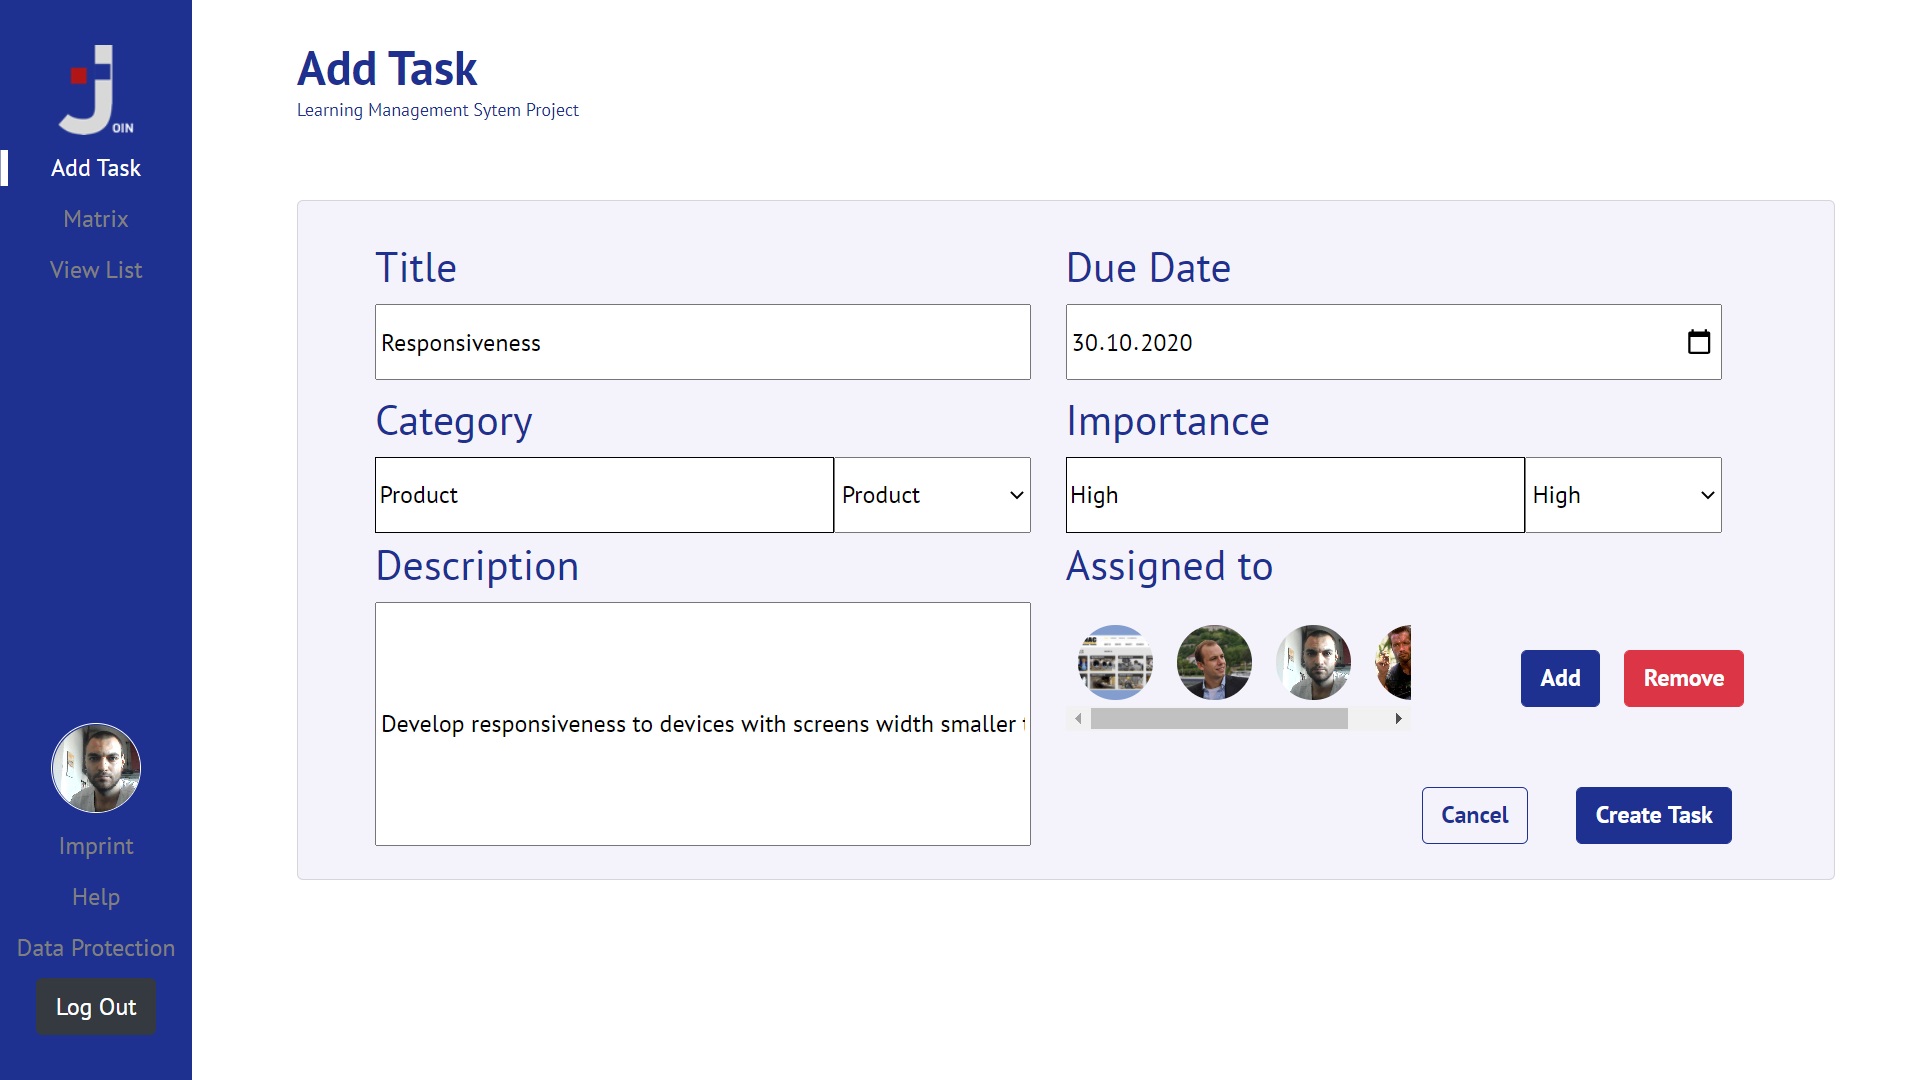 OIN
Add Task
Matrix
View List
Imprint
Help
Data Protection
Log Out
Add Task
Learning Management Sytem Project
Title
Responsiveness
Due Date
30.10.2020
Category
Product
Product
Importance
High
High
Description
Develop responsiveness to devices with screens width smaller
Assigned to
Add
Remove
Cancel
Create Task